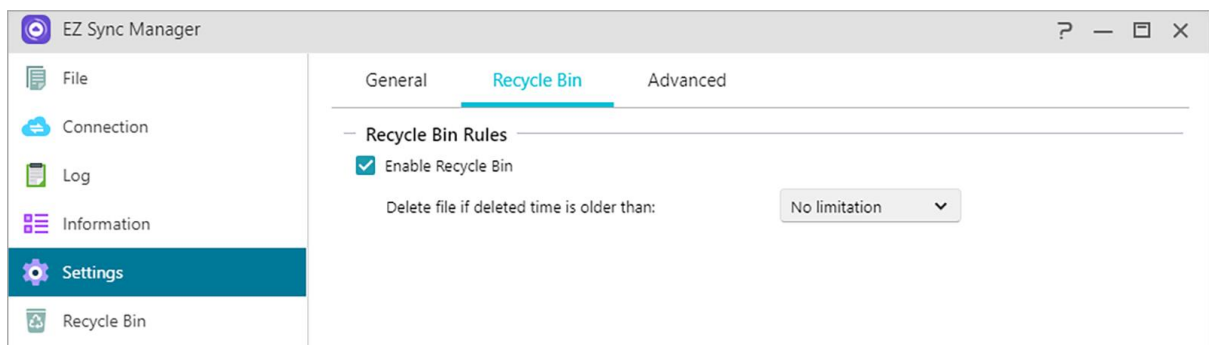 EZ Sync Manager
File
Connection
Log
Information
Settings
Recycle Bin
General Recycle Bin Advanced
Recycle Bin Rules
Enable Recycle Bin
Delete file if deleted time is older than: No limitation